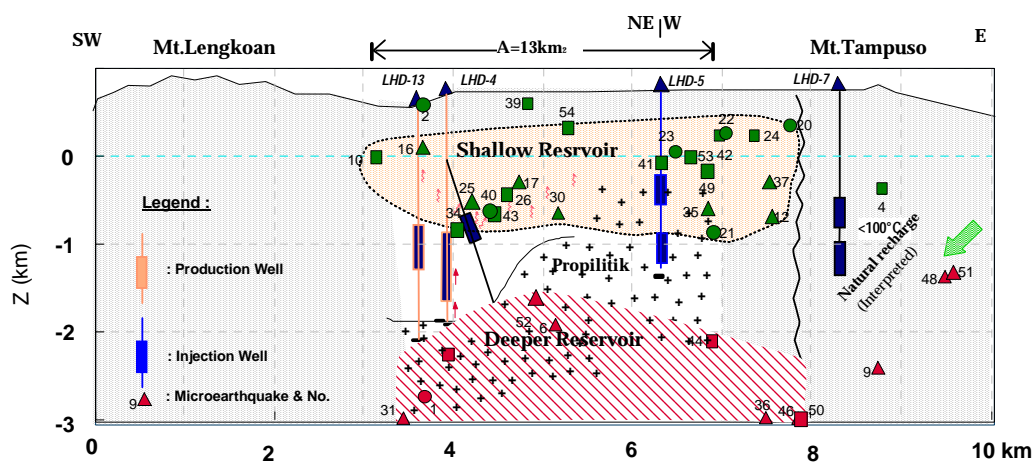 NE W
SW
Mt.Lengkoan
A=13km2
Mt.Tampuso
E
LHD-13
LHD-4
LHD-5
LHD-7
2
39
54
22
20
23
24
10
16
Shallow Resrvoir
41
53
42
49
17
37
25
40
26
30
35
12
4
34
43
21
<100°C
Legend :
Natural recharge
(Interpreted)
48
51
Propilitik
: Production Well
52
6
Deeper Reservoir
44
: Injection Well
9
9
: Microearthquake & No.
31
1
36
46
50
Z (km)
0
-1
-2
-3
0
2
4
6
8
10 km